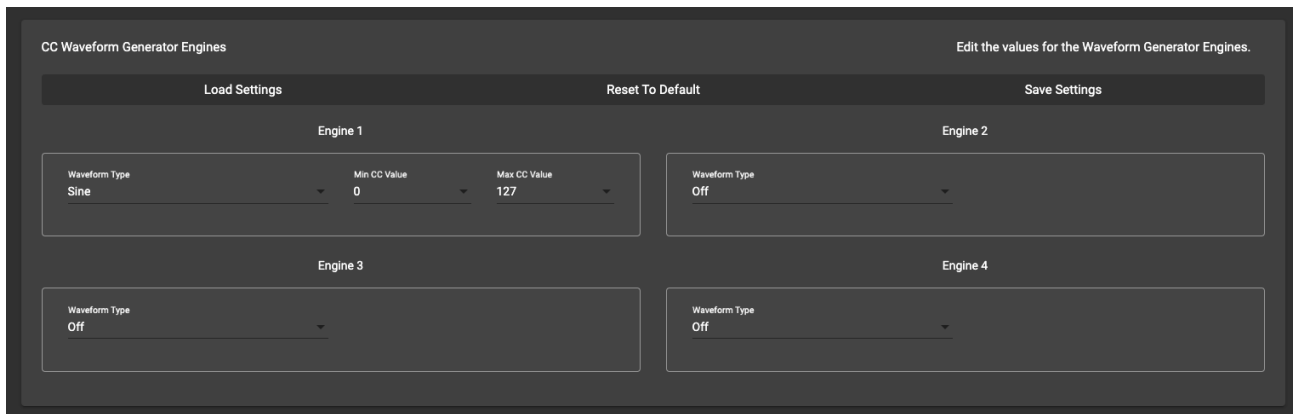 CC Waveform Generator Engines
Edit the values for the Waveform Generator Engines.
Load Settings
Reset To Default
Save Settings
Engine 1
Engine 2
Waveform Type
Min CC Value
Max CC Value
Sine
0
127
Waveform Type
Off
Engine 3
Engine 4
Waveform Type
Off
Waveform Type
Off